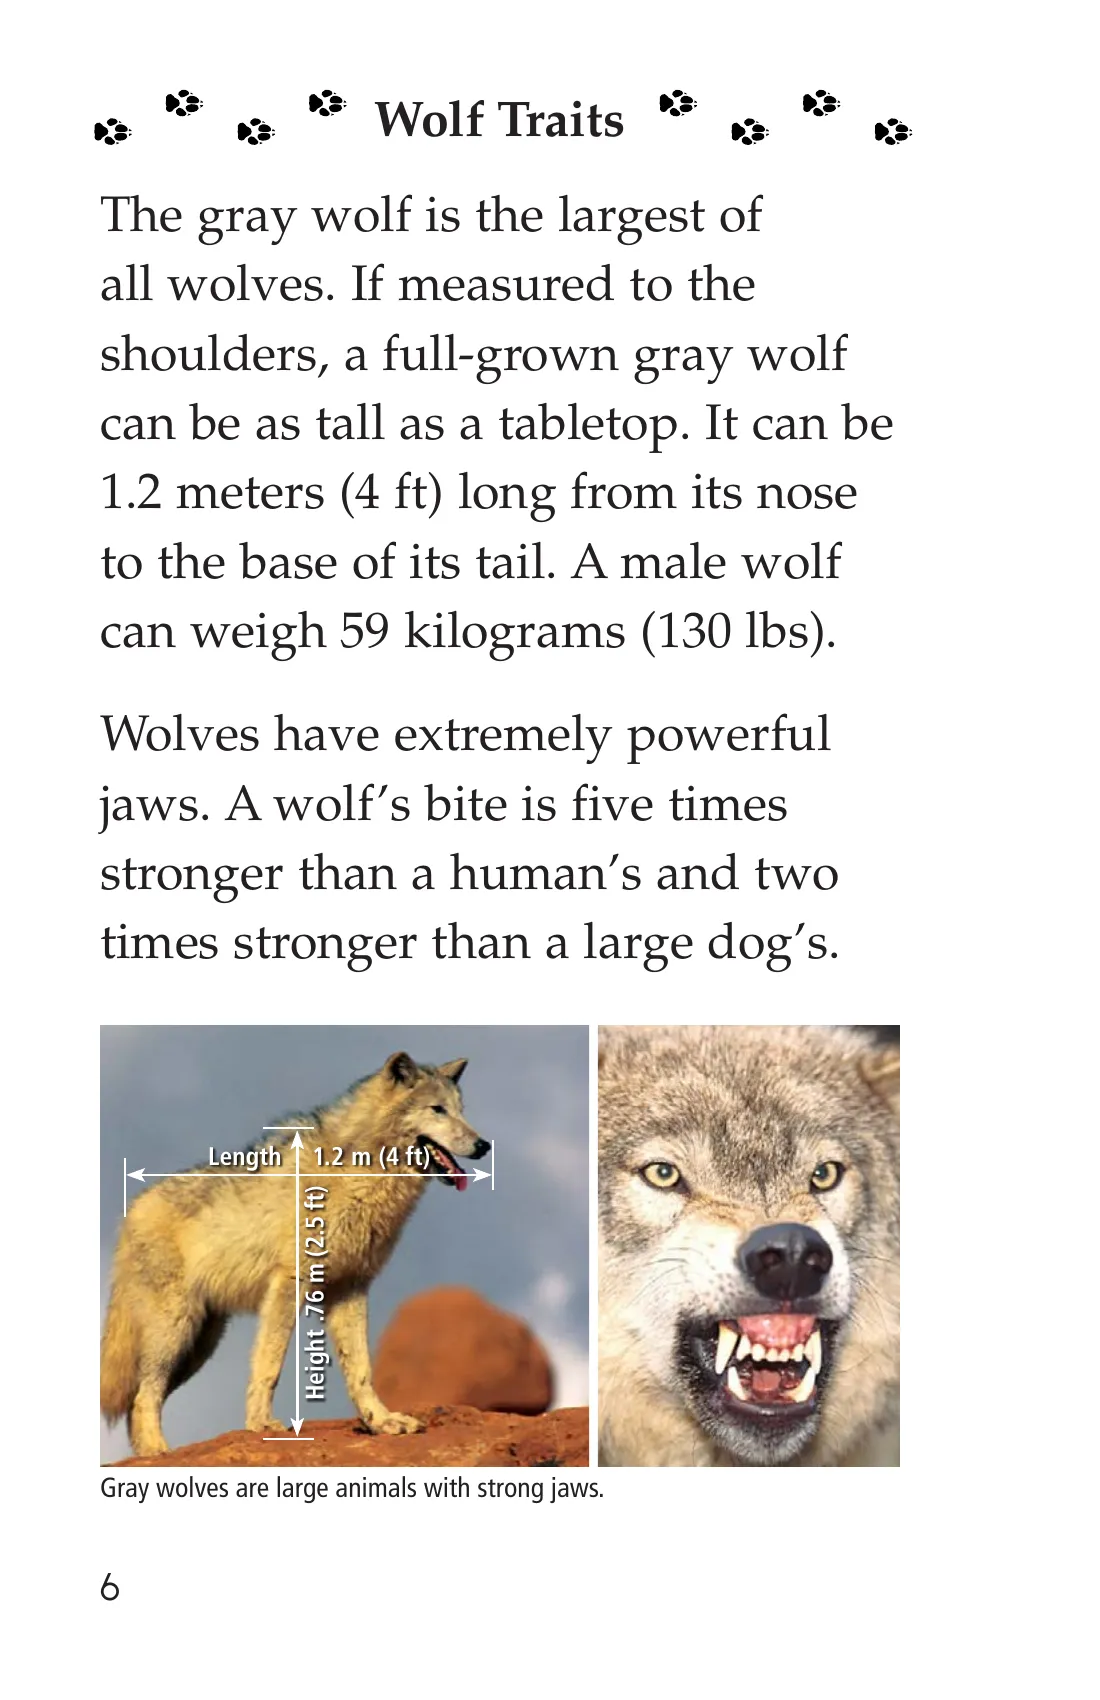 Wolf Traits
The gray wolf is the largest of
all wolves. If measured to the
shoulders, a full-grown gray wolf
can be as tall as a tabletop. It can be
1.2 meters (4 ft) long from its nose
to the base of its tail. A male wolf
can weigh 59 kilograms (130 lbs).
Wolves have extremely powerful
jaws. A wolf’s bite is five times
stronger than a human’s and two
times stronger than a large dog’s.
Length 1.2 m (4 ft)
Height .76 m (2.5 ft)
Gray wolves are large animals with strong jaws.
6